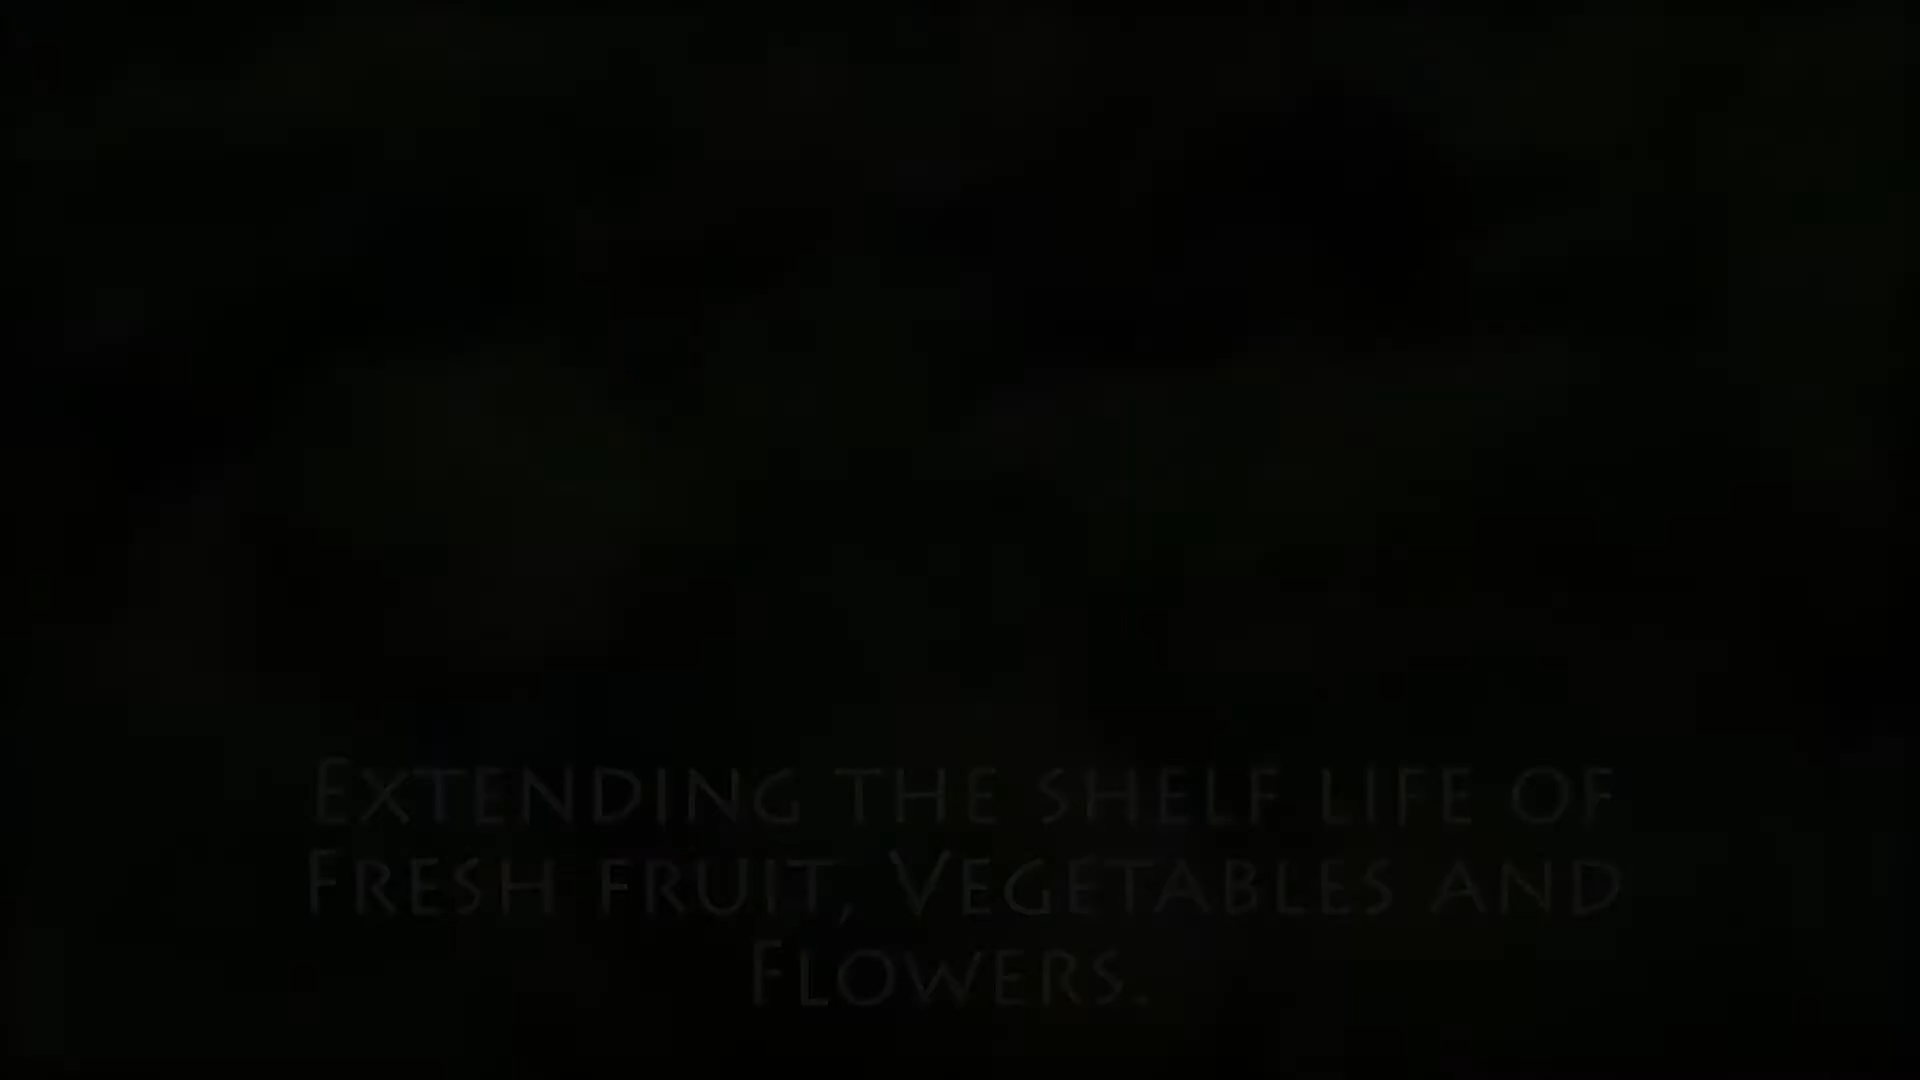 Extending the shelf life of
Fresh fruit, Vegetables and
Flowers.